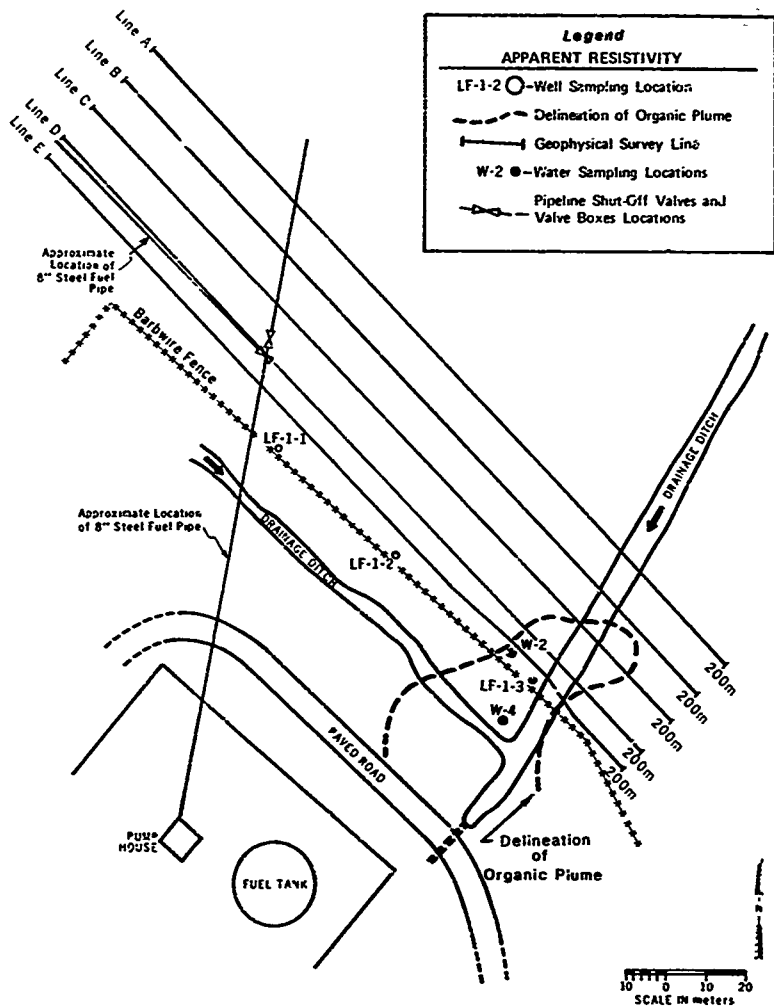 Legend
APPARENT RESISTIVITY
LF-1-2 -Well Sampling Location
Delineation of Organic Plume
Geophysical Survey Line
W-2 -Water Sampling Locations
Pipeline Shut-Off Valves and
Valve Boxes Locations
Line A
Line B
Line C
Line D
Line E
Approximate
Location of
8" Steel Fuel
Pipe
Barbwire Fence
LF-1-1
DRAINAGE DITCH
Approximate Location
of 8" Steel Fuel Pipe
DRAINAGE DITCH
LF-1-2
W-2
LF-1-3
W-4
200m
200m
200m
200m
200m
PAVED ROAD
PUMP
HOUSE
FUEL TANK
Delineation
of
Organic Plume
N
10 0 10 20
SCALE IN meters